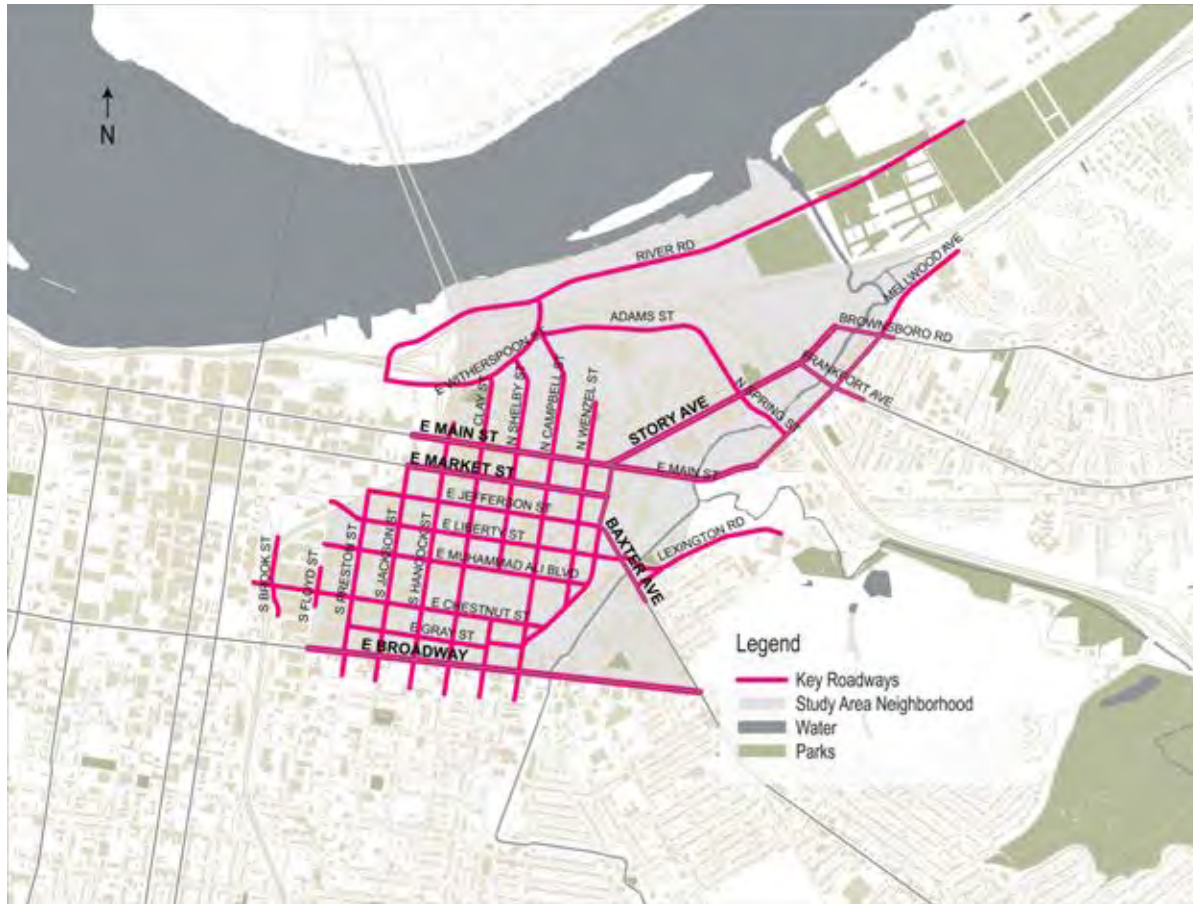 N
RIVER RD
MELLWOOD AVE
ADAMS ST
BROWNSBORO RD
E WITHERSPOON S
FRANKFORT AVE
CLAY ST
N SHELBY ST
N CAMPBELL ST
N WENZEL ST
N SPRING ST
STORY AVE
E MAIN ST
E MAIN ST
E MARKET ST
E JEFFERSON ST
E LIBERTY ST
BAXTER AVE
LEXINGTON RD
E MUHAMMAD ALI BLVD
S BROOK ST
S FLOYD ST
S PRESTON ST
S JACKSON ST
S HANCOCK ST
E CHESTNUT ST
E GRAY ST
E BROADWAY
Legend
Key Roadways
Study Area Neighborhood
Water
Parks